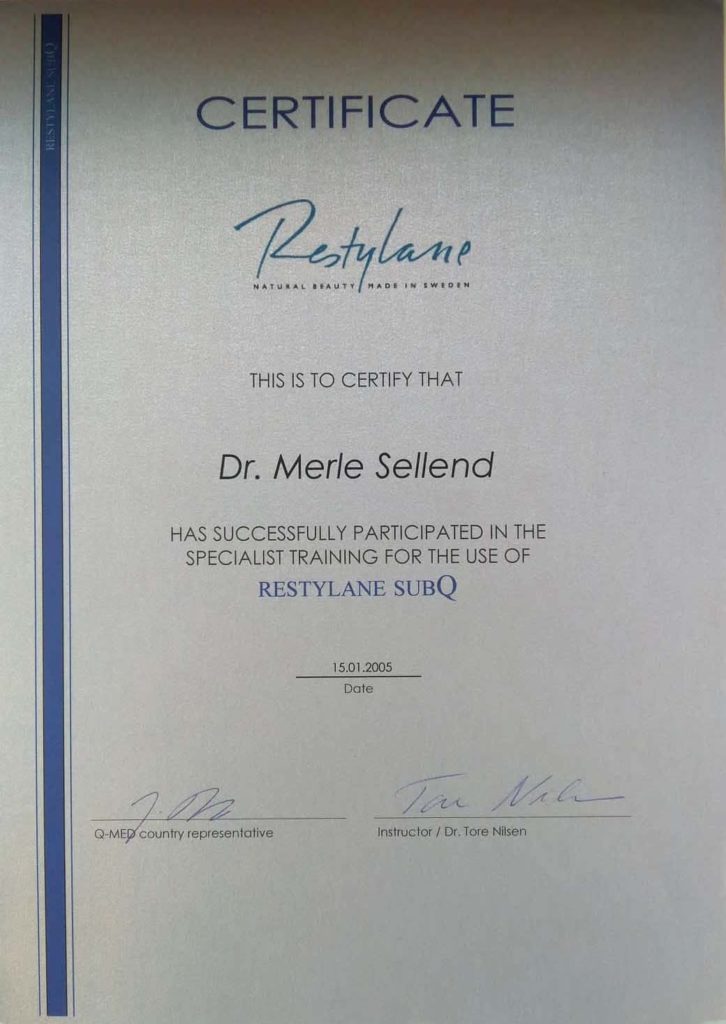 RESTYLANE SUBQ
CERTIFICATE
Restylane
NATURAL BEAUTY MADE IN SWEDEN
THIS IS TO CERTIFY THAT
Dr. Merle Sellend
HAS SUCCESSFULLY PARTICIPATED IN THE
SPECIALIST TRAINING FOR THE USE OF
RESTYLANE SUBQ
15.01.2005
Date
Tore Nilsen
Q-MED country representative
Instructor / Dr. Tore Nilsen